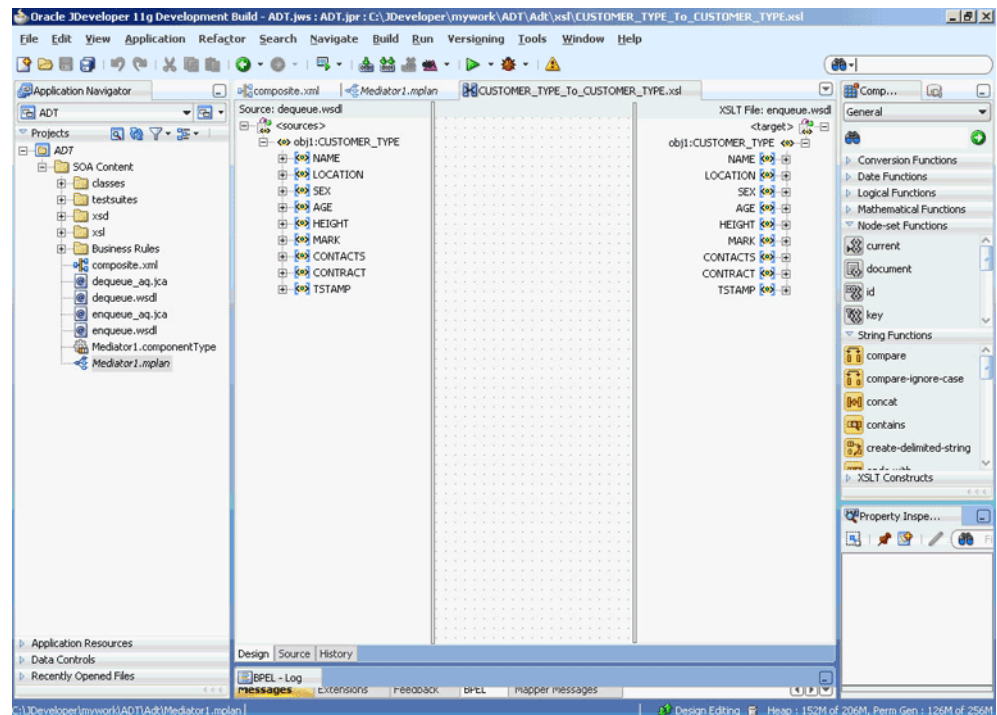 Oracle JDeveloper 11g Development Build - ADT.jws : ADT.jpr : C:\JDeveloper\mywork\ADT\Adt\xsl\CUSTOMER_TYPE_To_CUSTOMER_TYPE.xsl
File Edit View Application Refactor Search Navigate Build Run Versioning Tools Window Help
Application Navigator
composite.xml
Mediator1.mplan
CUSTOMER_TYPE_To_CUSTOMER_TYPE.xsl
Comp...
ADT
Projects
ADT
SOA Content
classes
testsuites
xsd
xsl
Business Rules
composite.xml
dequeue_aq.jca
dequeue.wsdl
enqueue_aq.jca
enqueue.wsdl
Mediator1.componentType
Mediator1.mplan
Application Resources
Data Controls
Recently Opened Files
Source: dequeue.wsdl
<sources>
obj1:CUSTOMER_TYPE
NAME
LOCATION
SEX
AGE
HEIGHT
MARK
CONTACTS
CONTRACT
TSTAMP
XSLT File: enqueue.wsdl
<target>
obj1:CUSTOMER_TYPE
NAME
LOCATION
SEX
AGE
HEIGHT
MARK
CONTACTS
CONTRACT
TSTAMP
Design Source History
BPEL - Log
Messages Extensions Feedback BPEL Mapper Messages
General
Conversion Functions
Date Functions
Logical Functions
Mathematical Functions
Node-set Functions
current
document
id
key
String Functions
compare
compare-ignore-case
concat
contains
create-delimited-string
ends-with
XSLT Constructs
Property Inspe...
Fi
C:\JDeveloper\mywork\ADT\Adt\Mediator1.mplan
Design Editing Heap : 152M of 206M, Perm Gen : 126M of 256M